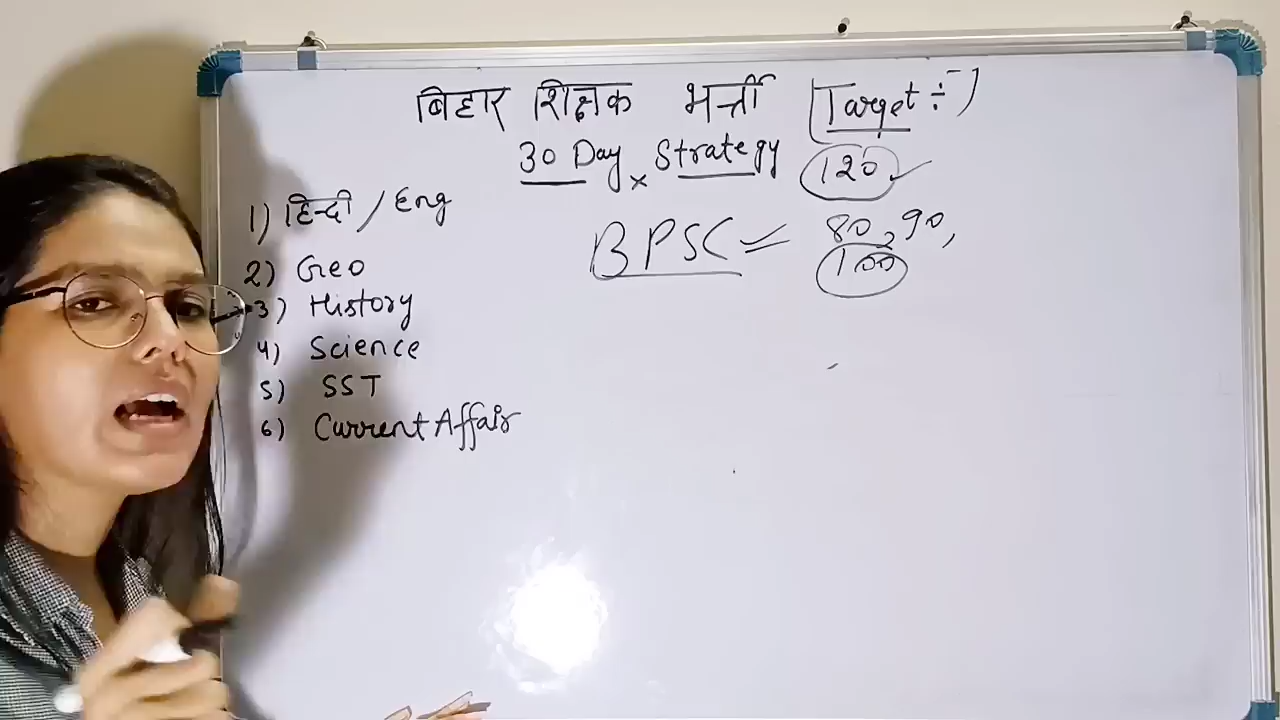 बिहार शिक्षक भर्ती (Target ÷-)
30 Day x Strategy 120 ✓
BPSC = 80, 90,
100
1) हिन्दी / Eng
2) Geo
3) History
4) Science
5) SST
6) Current Affair